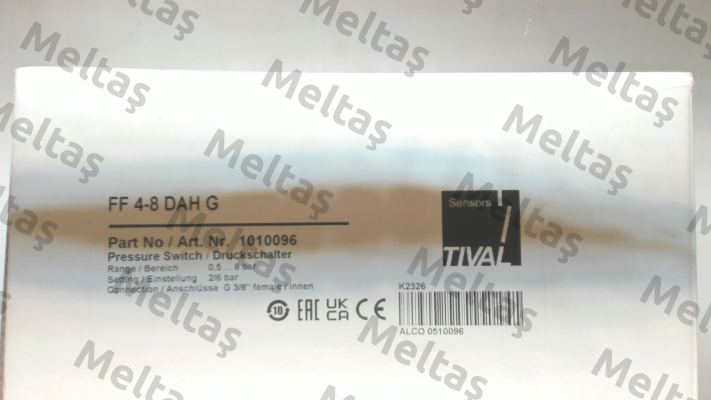 FF 4-8 DAH G
Part No / Art. Nr. 1010096
Pressure Switch / Druckschalter
Range / Bereich 0,5 ... 8 bar
Setting / Einstellung 2/6 bar
Connection / Anschlüsse G 3/8" female / innen
Sensors
TIVAL
K2326
10 EAC UK CA CE
ALCO 0510096
Meltaş
Meltaş
Meltaş
Meltaş
Meltaş
Meltaş
Meltaş
Meltaş
Meltaş
Meltaş
Meltaş
Meltaş
Meltaş
Meltaş